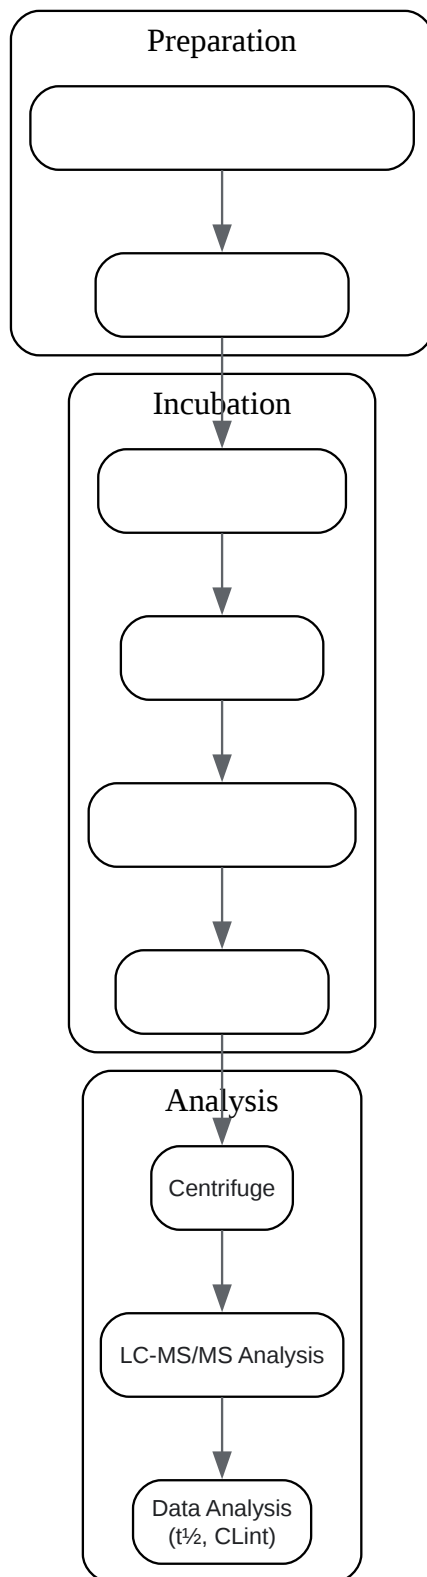 Preparation
Incubation
Analysis
Centrifuge
LC-MS/MS Analysis
Data Analysis
(t½, CLint)